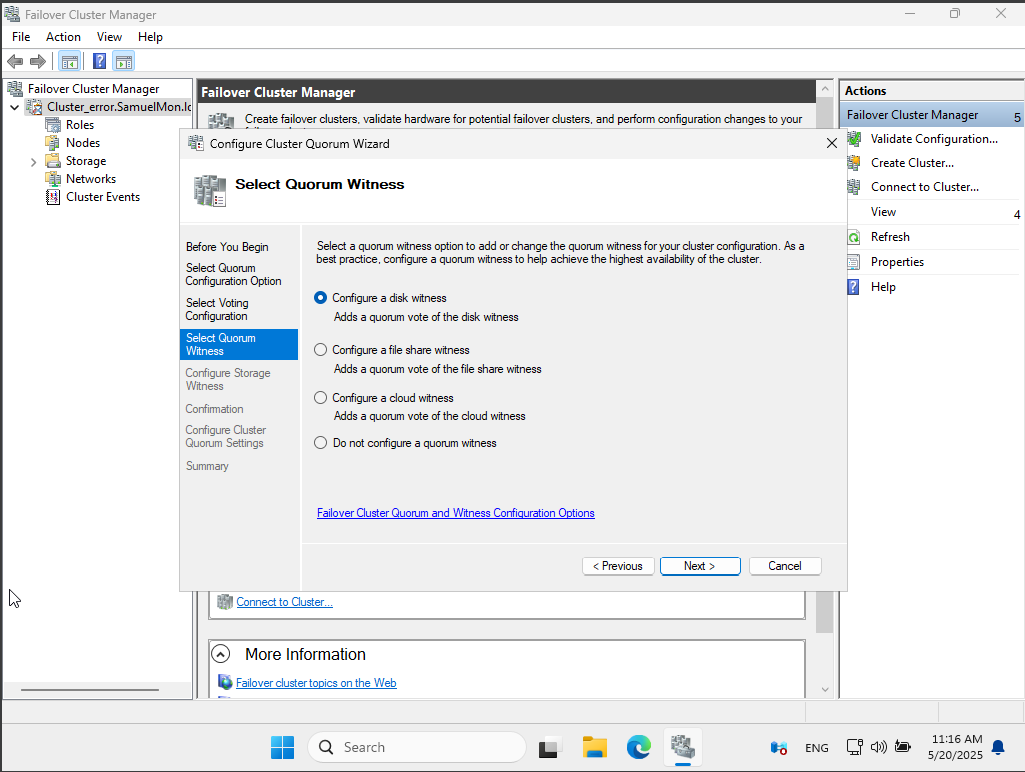 Failover Cluster Manager
File Action View Help
Failover Cluster Manager
Cluster_error.SamuelMon.lo
Roles
Nodes
Storage
Networks
Cluster Events
Failover Cluster Manager
Create failover clusters, validate hardware for potential failover clusters, and perform configuration changes to your
Actions
Failover Cluster Manager 5
Validate Configuration...
Create Cluster...
Connect to Cluster...
View 4
Refresh
Properties
Help
Configure Cluster Quorum Wizard
Select Quorum Witness
Before You Begin
Select Quorum
Configuration Option
Select Voting
Configuration
Select Quorum
Witness
Configure Storage
Witness
Confirmation
Configure Cluster
Quorum Settings
Summary
Select a quorum witness option to add or change the quorum witness for your cluster configuration. As a
best practice, configure a quorum witness to help achieve the highest availability of the cluster.
Configure a disk witness
Adds a quorum vote of the disk witness
Configure a file share witness
Adds a quorum vote of the file share witness
Configure a cloud witness
Adds a quorum vote of the cloud witness
Do not configure a quorum witness
Failover Cluster Quorum and Witness Configuration Options
< Previous Next > Cancel
Connect to Cluster...
More Information
Failover cluster topics on the Web
Search
ENG
11:16 AM
5/20/2025